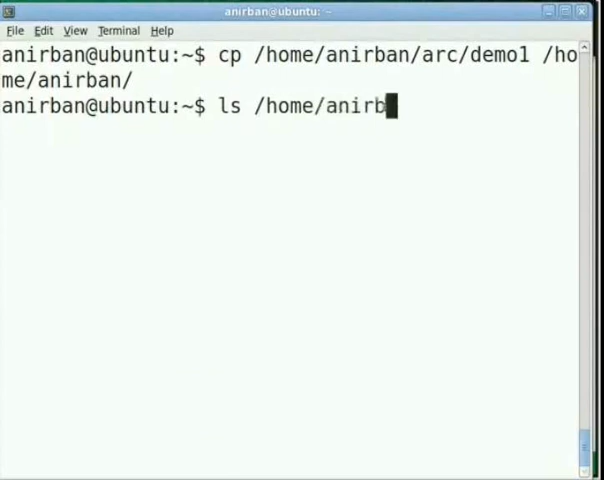 anirban@ubuntu: ~
File Edit View Terminal Help
anirban@ubuntu:~$ cp /home/anirban/arc/demo1 /ho
me/anirban/
anirban@ubuntu:~$ ls /home/anirb